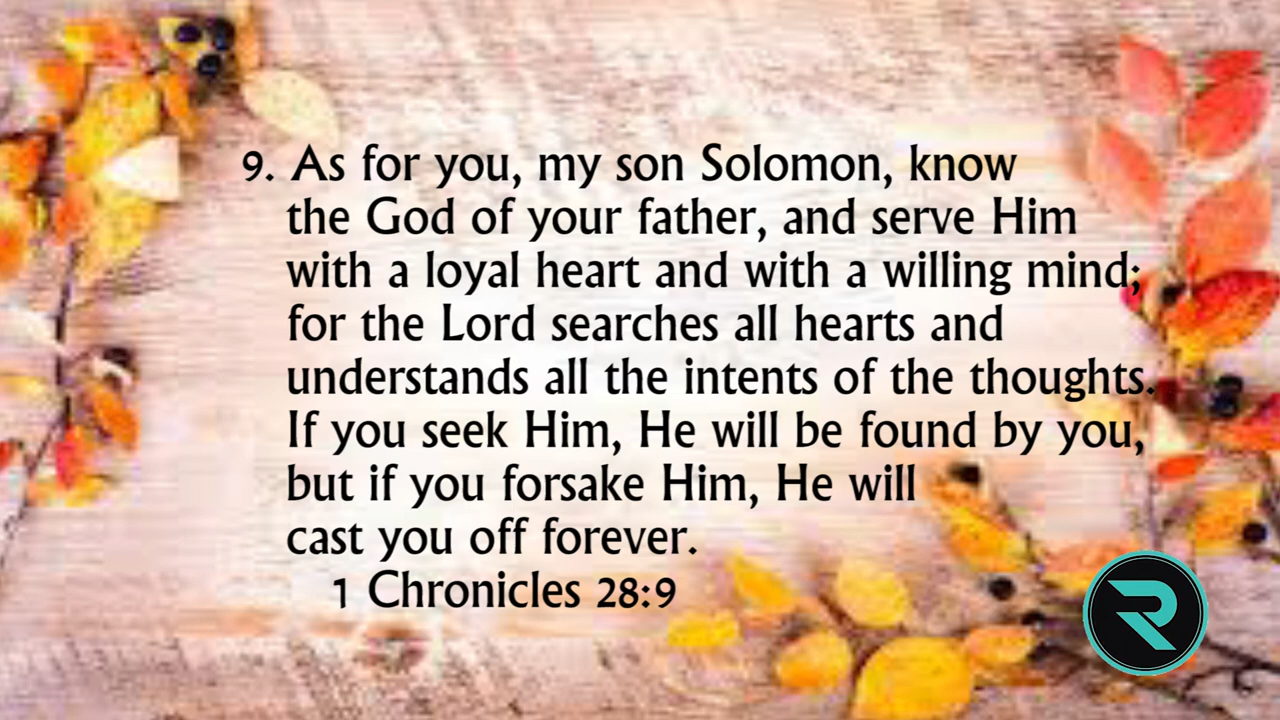 9. As for you, my son Solomon, know
the God of your father, and serve Him
with a loyal heart and with a willing mind;
for the Lord searches all hearts and
understands all the intents of the thoughts.
If you seek Him, He will be found by you,
but if you forsake Him, He will
cast you off forever.
1 Chronicles 28:9
R